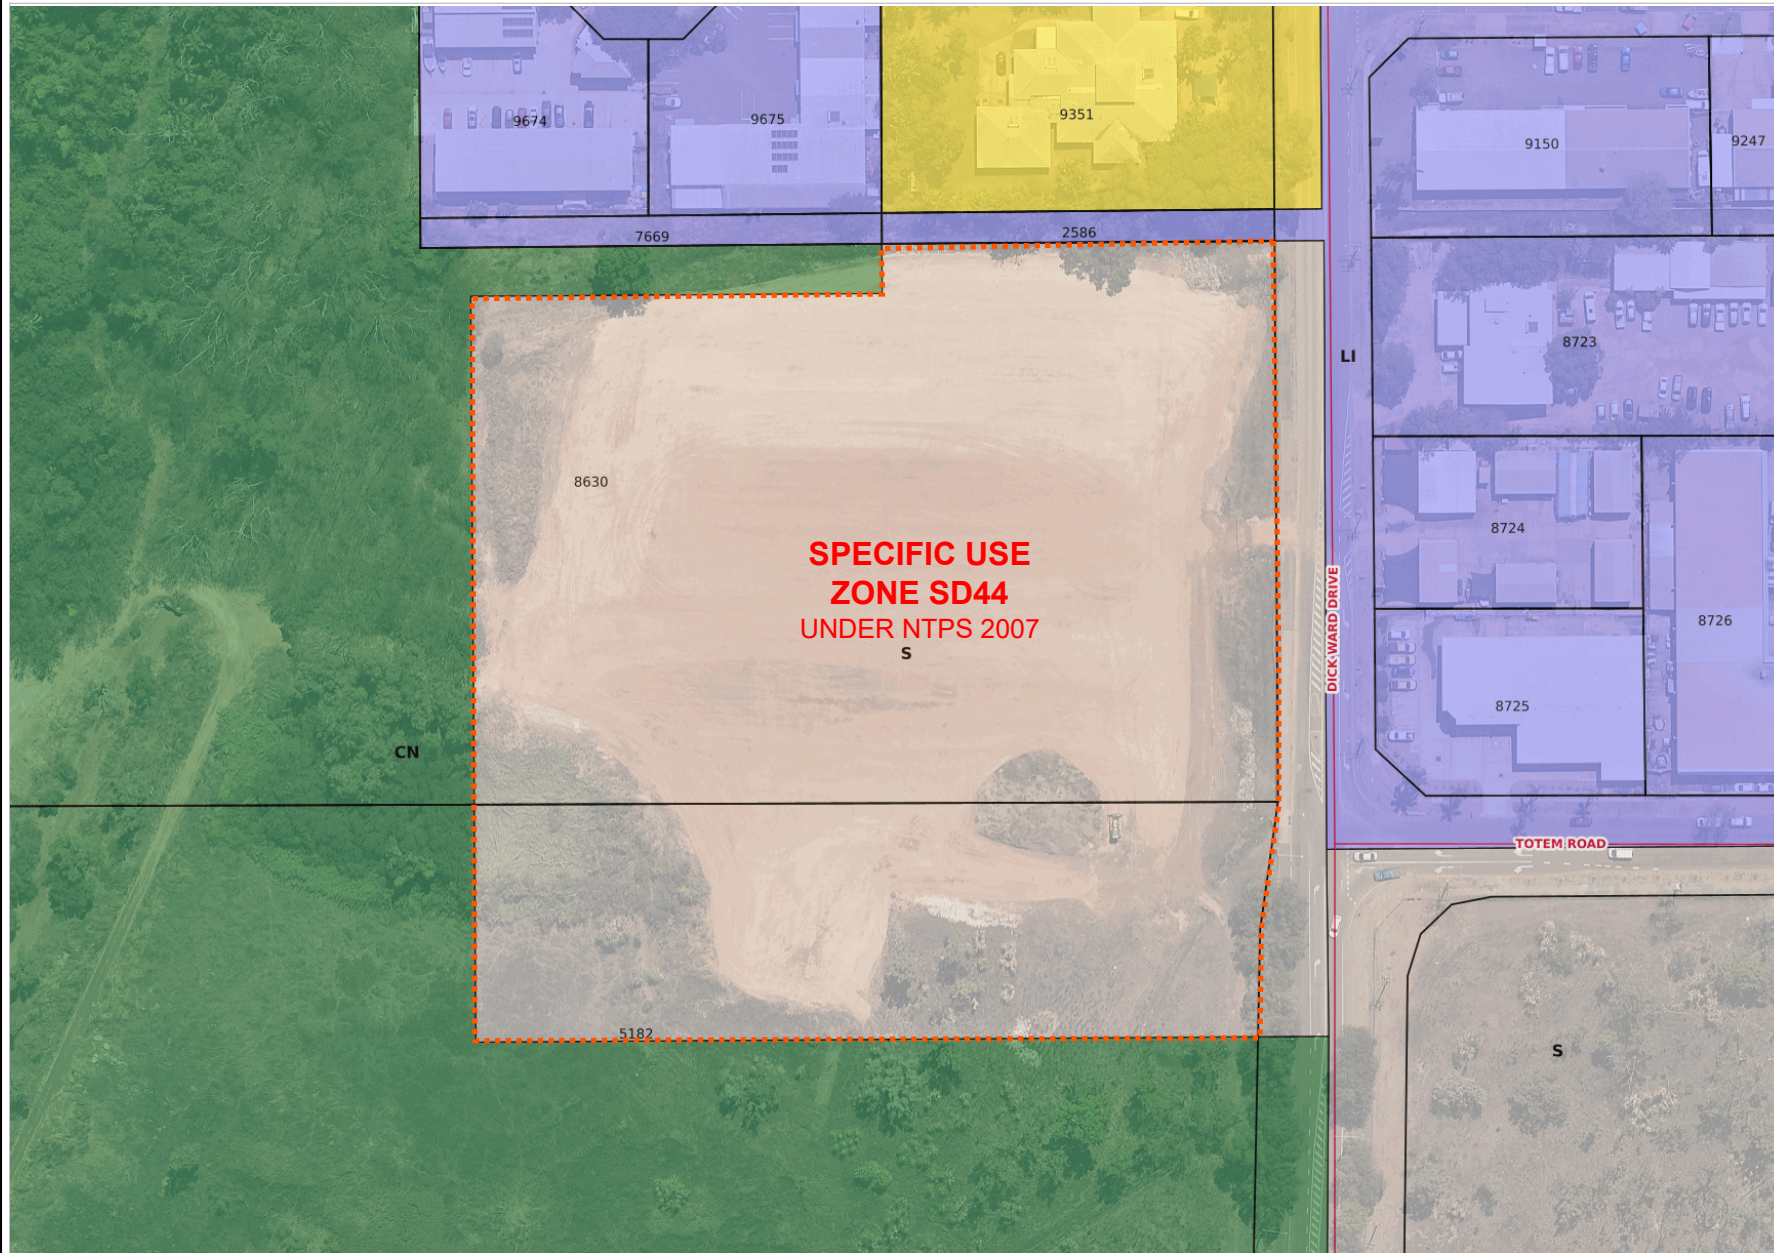 9674
9675
9351
9150
9247
7669
2586
8723
LI
8630
8724
SPECIFIC USE
ZONE SD44
UNDER NTPS 2007
S
DICK WARD DRIVE
8726
8725
CN
TOTEM ROAD
5182
S